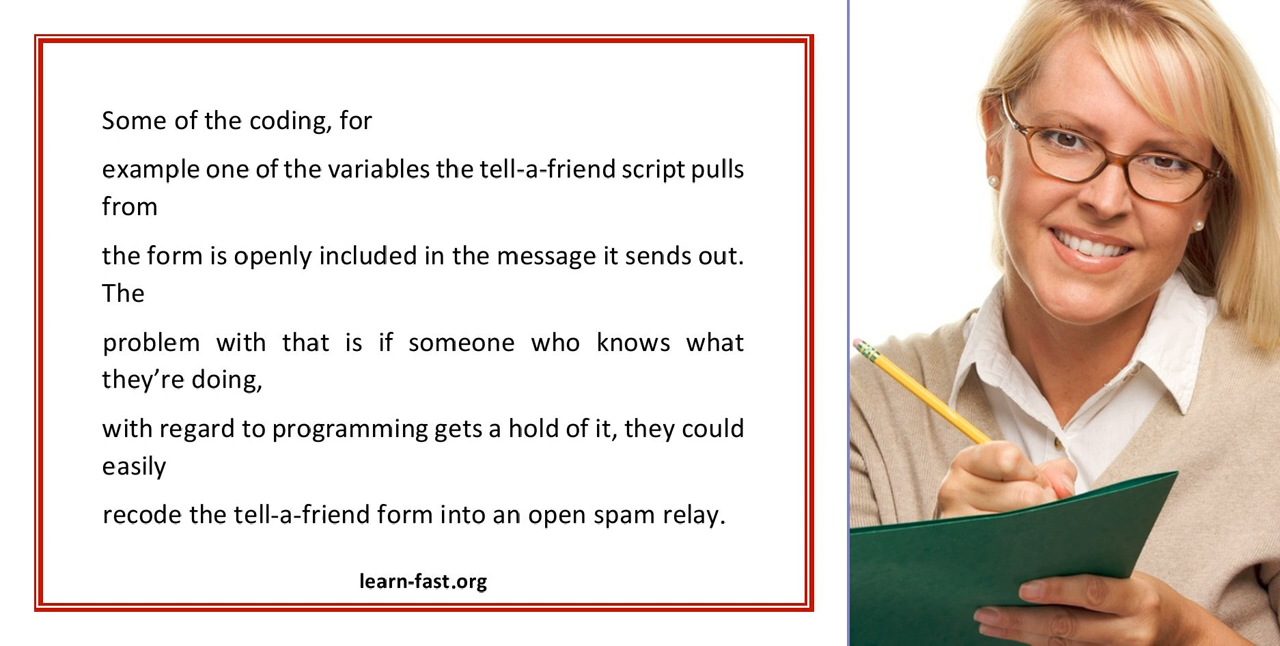 Some of the coding, for
example one of the variables the tell-a-friend script pulls
from
the form is openly included in the message it sends out.
The
problem with that is if someone who knows what
they’re doing,
with regard to programming gets a hold of it, they could
easily
recode the tell-a-friend form into an open spam relay.
learn-fast.org